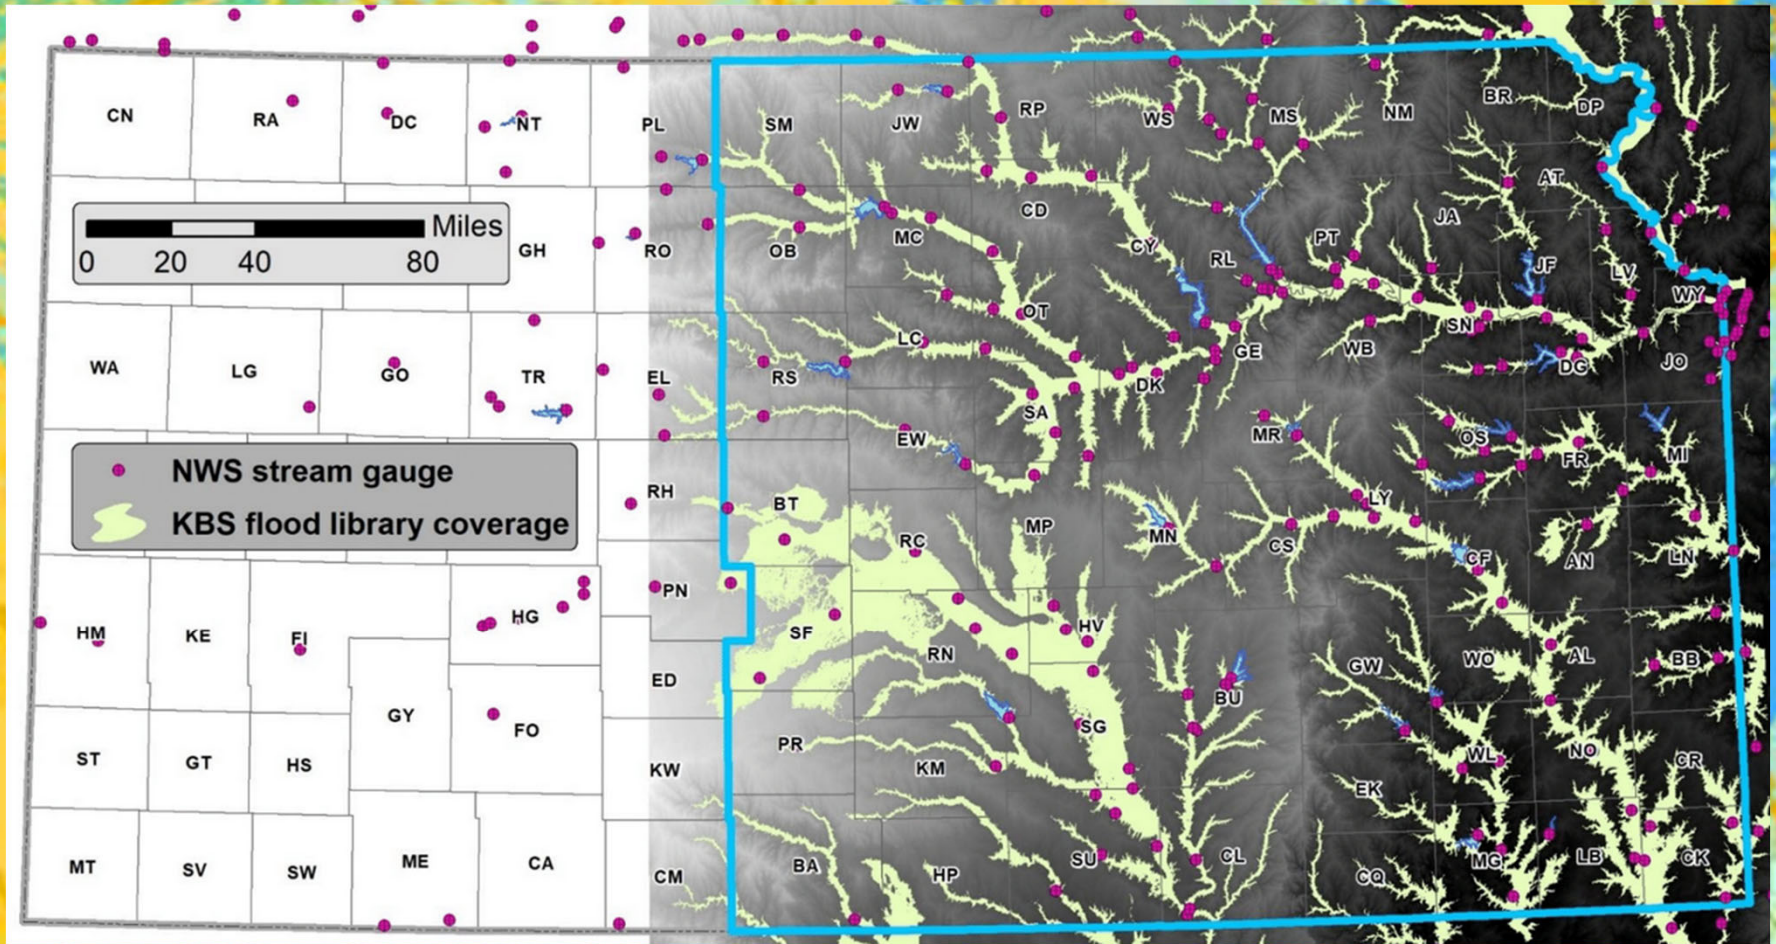 CN RA DC NT PL SM JW RP WS MS NM BR DP
AT
0 20 40 80 Miles
GH RO OB MC CD CY RL PT JA JF LV WY
OT SN
WA LG GO TR EL RS LC SA DK GE WB DG JO
NWS stream gauge
KBS flood library coverage
EW MR OS FR MI
RH BT RC MP MN CS LY CF AN LN
PN
HM KE FI HG SF RN HV GW WO AL BB
ED
GY FO BU
ST GT HS KW PR KM SG WL NO CR
EK
MT SV SW ME CA CM BA HP SU CL CQ MG LB CK